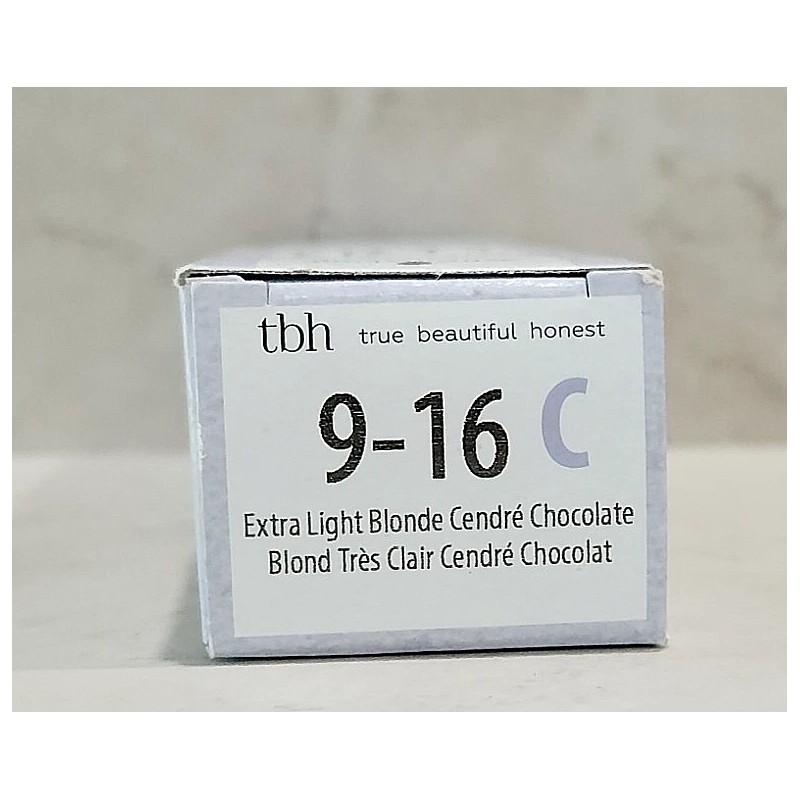 tbh true beautiful honest
9-16 C
Extra Light Blonde Cendré Chocolate
Blond Très Clair Cendré Chocolat